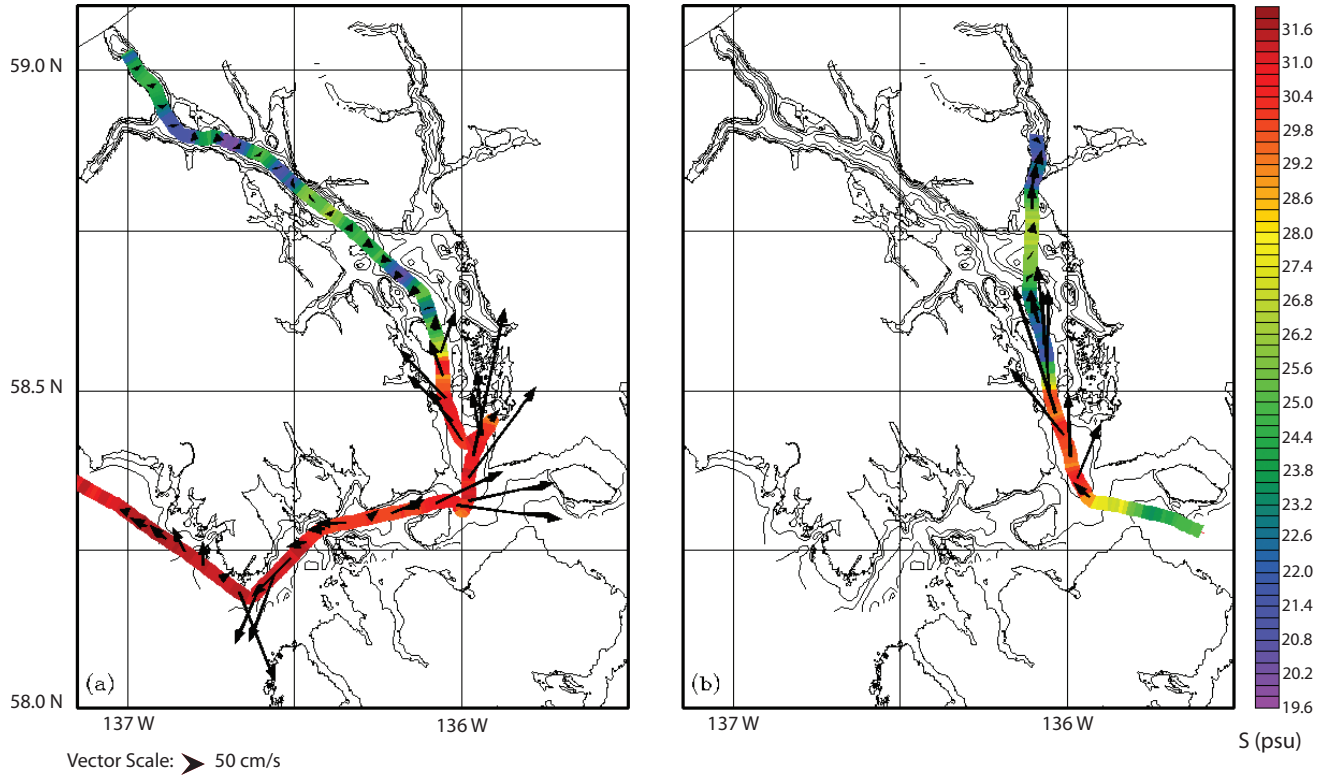 59.0 N
58.5 N
58.0 N
(a)
137 W
136 W
Vector Scale:
50 cm/s
(b)
137 W
136 W
31.6
31.0
30.4
29.8
29.2
28.6
28.0
27.4
26.8
26.2
25.6
25.0
24.4
23.8
23.2
22.6
22.0
21.4
20.8
20.2
19.6
S (psu)